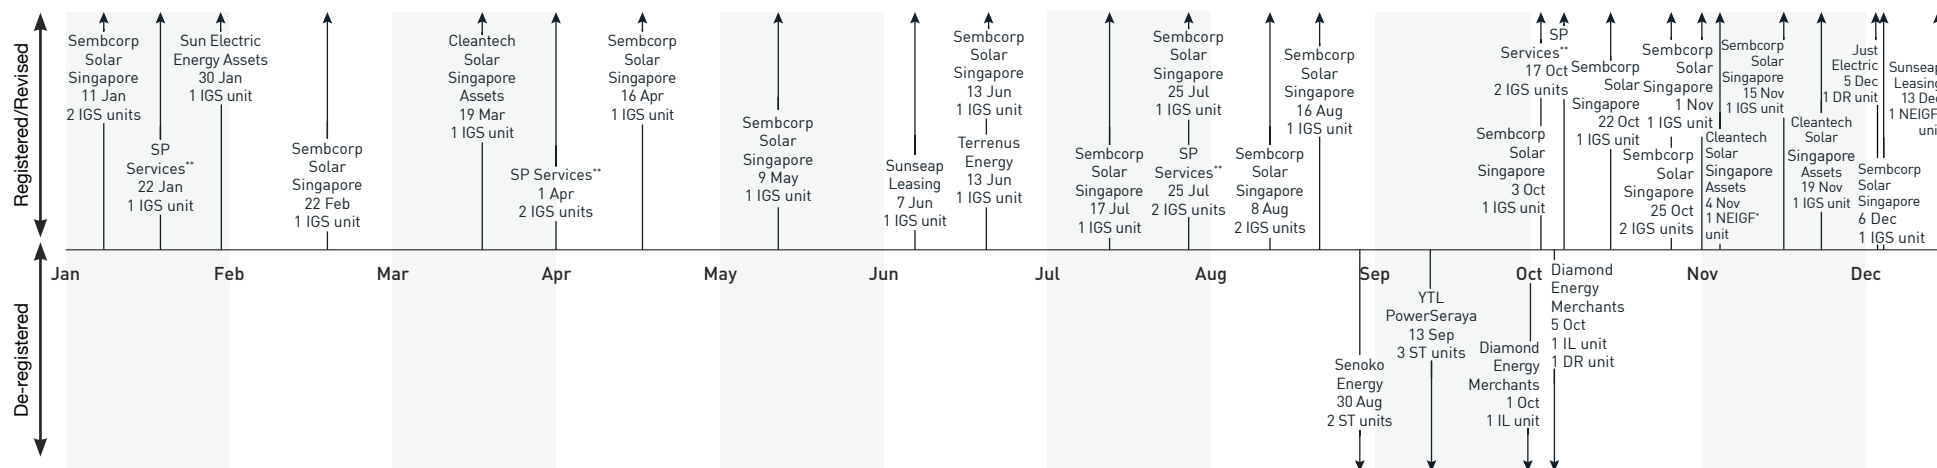 Registered/Revised
Sembcorp
Solar
Singapore
11 Jan
2 IGS units
SP
Services**
22 Jan
1 IGS unit
Sun Electric
Energy Assets
30 Jan
1 IGS unit
Sembcorp
Solar
Singapore
22 Feb
1 IGS unit
Cleantech
Solar
Singapore
Assets
19 Mar
1 IGS unit
SP Services**
1 Apr
2 IGS units
Sembcorp
Solar
Singapore
16 Apr
1 IGS unit
Sembcorp
Solar
Singapore
9 May
1 IGS unit
Sunseap
Leasing
7 Jun
1 IGS unit
Sembcorp
Solar
Singapore
13 Jun
1 IGS unit
Terrenus
Energy
13 Jun
1 IGS unit
Sembcorp
Solar
Singapore
17 Jul
1 IGS unit
Sembcorp
Solar
Singapore
25 Jul
1 IGS unit
SP
Services**
25 Jul
2 IGS units
Sembcorp
Solar
Singapore
8 Aug
2 IGS units
Sembcorp
Solar
Singapore
16 Aug
1 IGS unit
Sembcorp
Solar
Singapore
3 Oct
1 IGS unit
SP
Services**
17 Oct
2 IGS units
Sembcorp
Solar
Singapore
22 Oct
1 IGS unit
Sembcorp
Solar
Singapore
25 Oct
2 IGS units
Sembcorp
Solar
Singapore
1 Nov
1 IGS unit
Cleantech
Solar
Singapore
Assets
4 Nov
1 NEIGF*
unit
Sembcorp
Solar
Singapore
15 Nov
1 IGS unit
Cleantech
Solar
Singapore
Assets
19 Nov
1 IGS unit
Just
Electric
5 Dec
1 DR unit
Sembcorp
Solar
Singapore
6 Dec
1 IGS unit
Sunseap
Leasing
13 Dec
1 NEIGF
uni
Jan Feb Mar Apr May Jun Jul Aug Sep Oct Nov Dec
De-registered
Senoko
Energy
30 Aug
2 ST units
YTL
PowerSeraya
13 Sep
3 ST units
Diamond
Energy
Merchants
1 Oct
1 IL unit
Diamond
Energy
Merchants
5 Oct
1 IL unit
1 DR unit